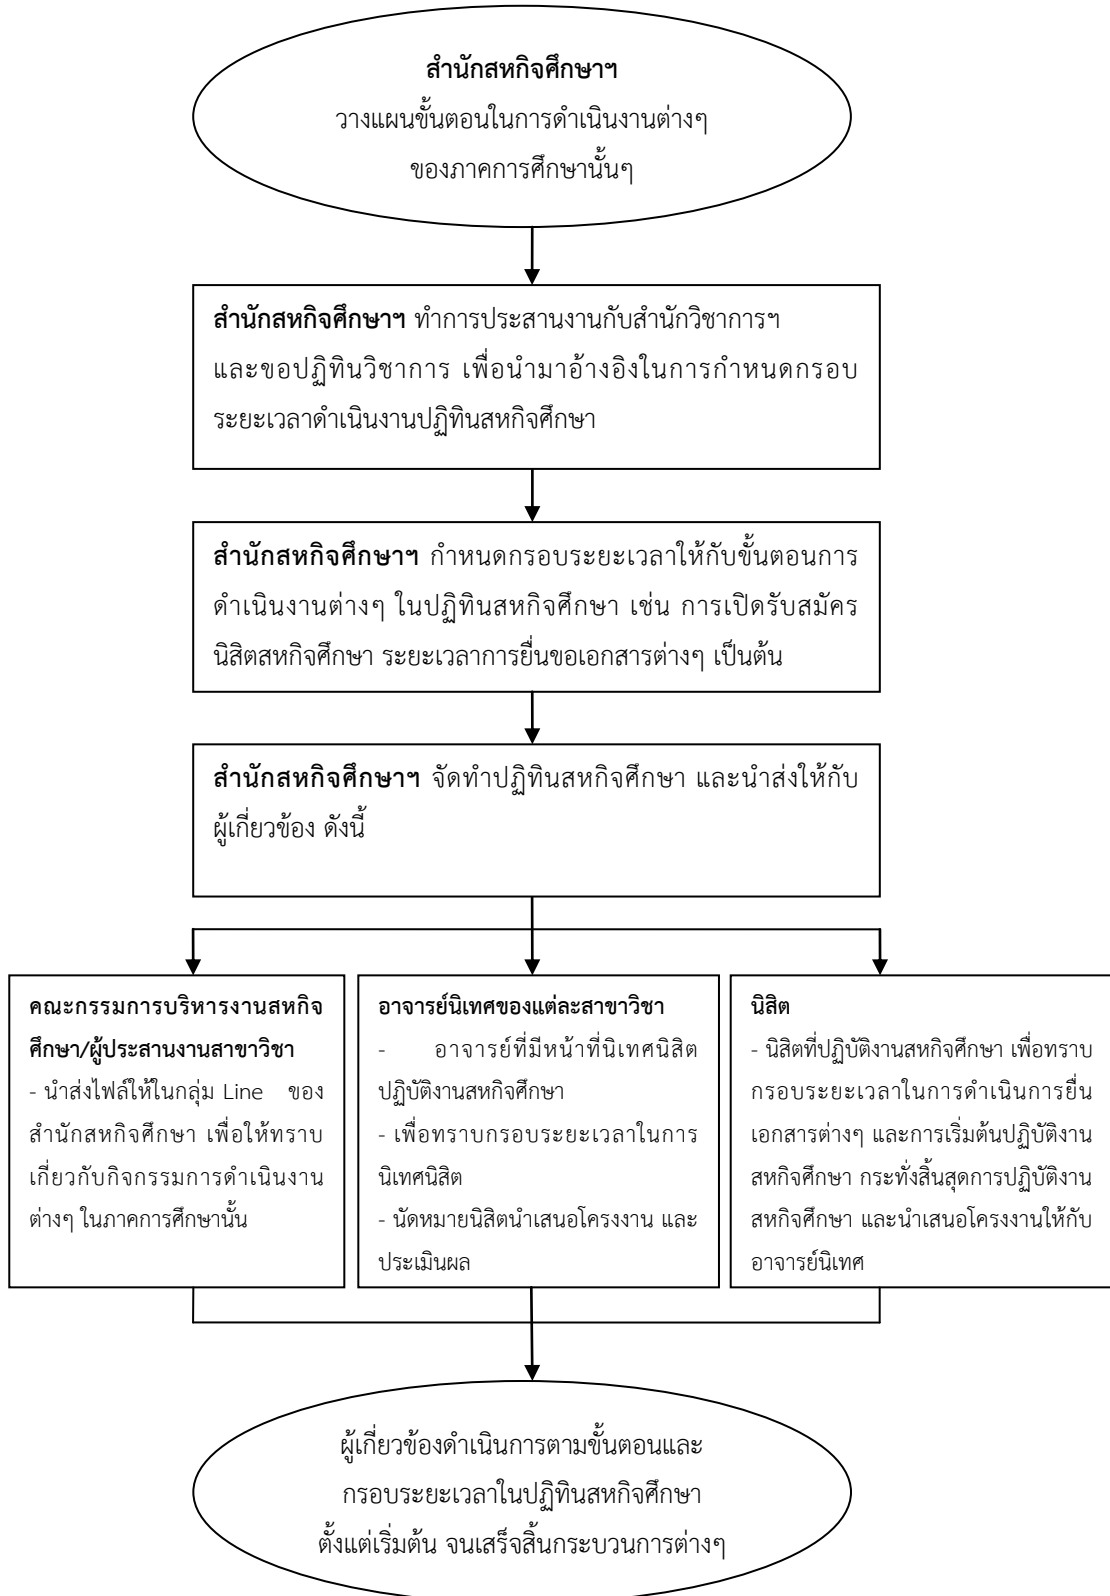 สำนักสหกิจศึกษาฯ
วางแผนขั้นตอนในการดำเนินงานต่างๆ
ของภาคการศึกษานั้นๆ
สำนักสหกิจศึกษาฯ ทำการประสานงานกับสำนักวิชาการฯ
และขอปฏิทินวิชาการ เพื่อนำมาอ้างอิงในการกำหนดกรอบ
ระยะเวลาดำเนินงานปฏิทินสหกิจศึกษา
สำนักสหกิจศึกษาฯ กำหนดกรอบระยะเวลาให้กับขั้นตอนการ
ดำเนินงานต่างๆ ในปฏิทินสหกิจศึกษา เช่น การเปิดรับสมัคร
นิสิตสหกิจศึกษา ระยะเวลาการยื่นขอเอกสารต่างๆ เป็นต้น
สำนักสหกิจศึกษาฯ จัดทำปฏิทินสหกิจศึกษา และนำส่งให้กับ
ผู้เกี่ยวข้อง ดังนี้
คณะกรรมการบริหารงานสหกิจ
ศึกษา/ผู้ประสานงานสาขาวิชา
- นำส่งไฟล์ให้ในกลุ่ม Line ของ
สำนักสหกิจศึกษา เพื่อให้ทราบ
เกี่ยวกับกิจกรรมการดำเนินงาน
ต่างๆ ในภาคการศึกษานั้น
อาจารย์นิเทศของแต่ละสาขาวิชา
- อาจารย์ที่มีหน้าที่นิเทศนิสิต
ปฏิบัติงานสหกิจศึกษา
- เพื่อทราบกรอบระยะเวลาในการ
นิเทศนิสิต
- นัดหมายนิสิตนำเสนอโครงงาน และ
ประเมินผล
นิสิต
- นิสิตที่ปฏิบัติงานสหกิจศึกษา เพื่อทราบ
กรอบระยะเวลาในการดำเนินการยื่น
เอกสารต่างๆ และการเริ่มต้นปฏิบัติงาน
สหกิจศึกษา กระทั่งสิ้นสุดการปฏิบัติงาน
สหกิจศึกษา และนำเสนอโครงงานให้กับ
อาจารย์นิเทศ
ผู้เกี่ยวข้องดำเนินการตามขั้นตอนและ
กรอบระยะเวลาในปฏิทินสหกิจศึกษา
ตั้งแต่เริ่มต้น จนเสร็จสิ้นกระบวนการต่างๆ